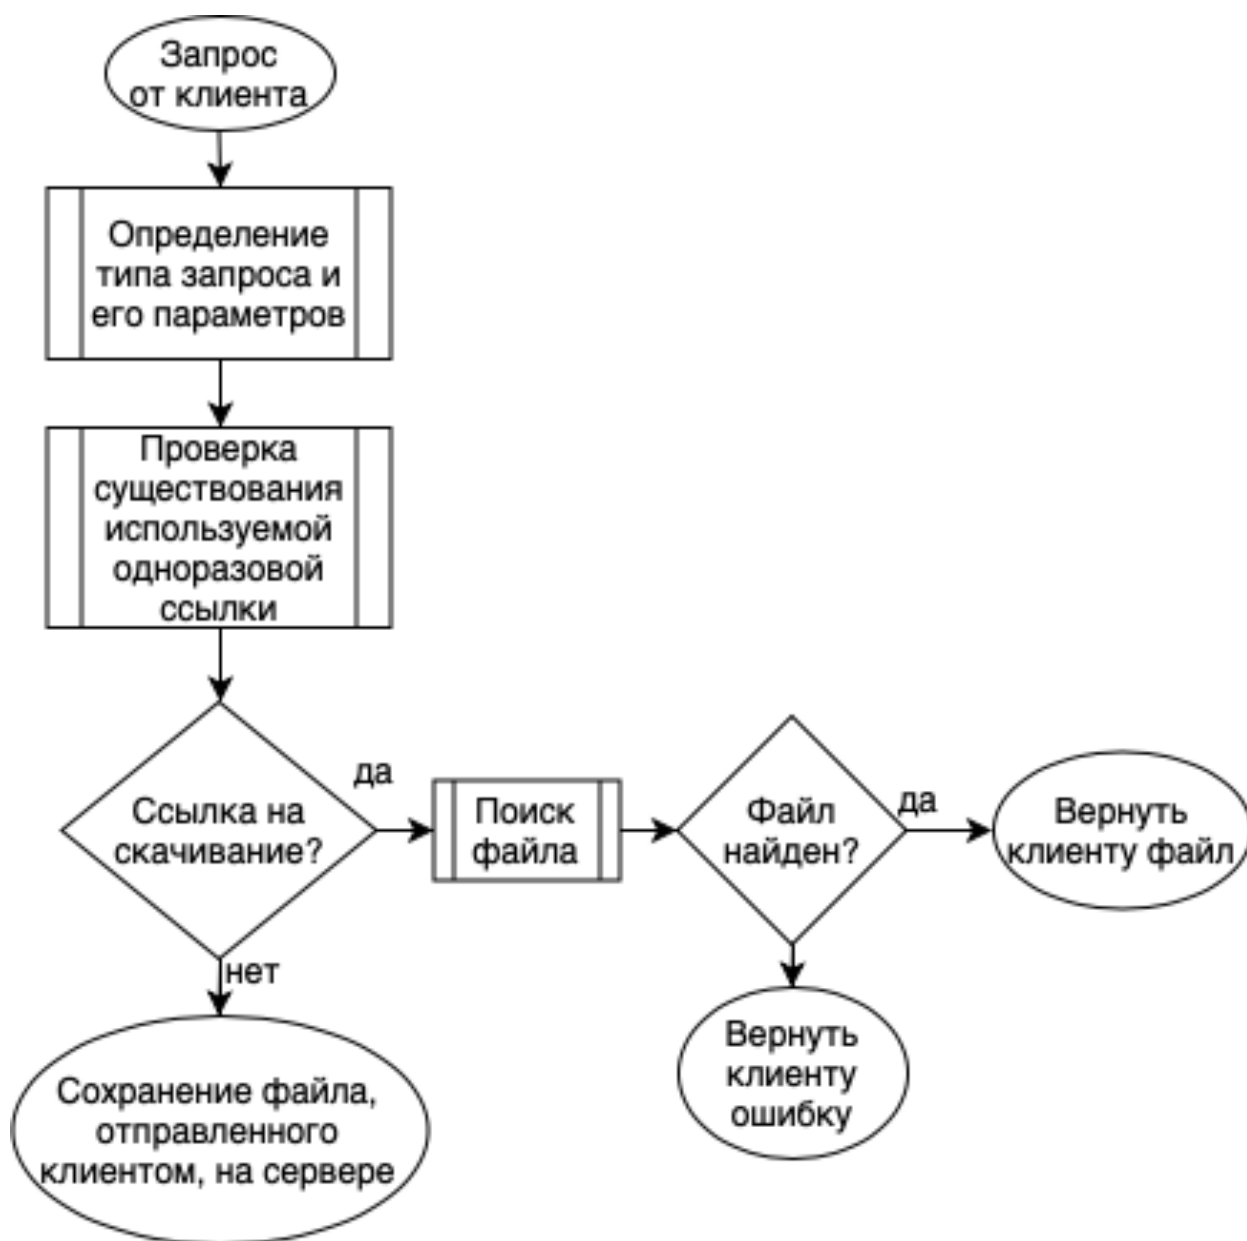 Запрос
от клиента
Определение
типа запроса и
его параметров
Проверка
существования
используемой
одноразовой
ссылки
Ссылка на
скачивание?
да
Поиск
файла
Файл
найден?
да
Вернуть
клиенту файл
нет
Сохранение файла,
отправленного
клиентом, на сервере
Вернуть
клиенту
ошибку